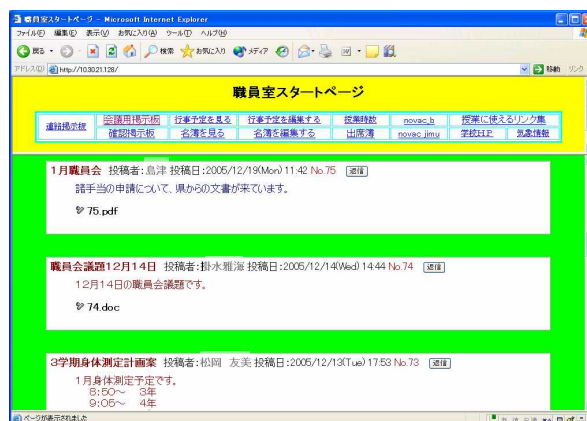 職員室スタートページ - Microsoft Internet Explorer
ファイル(F) 編集(E) 表示(V) お気に入り(A) ツール(T) ヘルプ(H)
戻る 検索 お気に入り メディア
アドレス(D) http://10.30.21.128/ 移動 リンク
職員室スタートページ
連絡掲示板 会議用掲示板 行事予定を見る 行事予定を編集する 授業時数 novac_b 授業に使えるリンク集
確認掲示板 名簿を見る 名簿を編集する 出席簿 novac_jimu 学校HP 気象情報
1月職員会 投稿者:島津 投稿日:2005/12/19(Mon) 11:42 No.75 返信
諸手当の申請について、県からの文書が来ています。
75.pdf
職員会議題12月14日 投稿者:掛水雅海 投稿日:2005/12/14(Wed) 14:44 No.74 返信
12月14日の職員会議題です。
74.doc
3学期身体測定計画案 投稿者:松岡 友美 投稿日:2005/12/13(Tue) 17:53 No.73 返信
1月身体測定予定です。
8:50~ 3年
9:05~ 4年
ページが表示されました